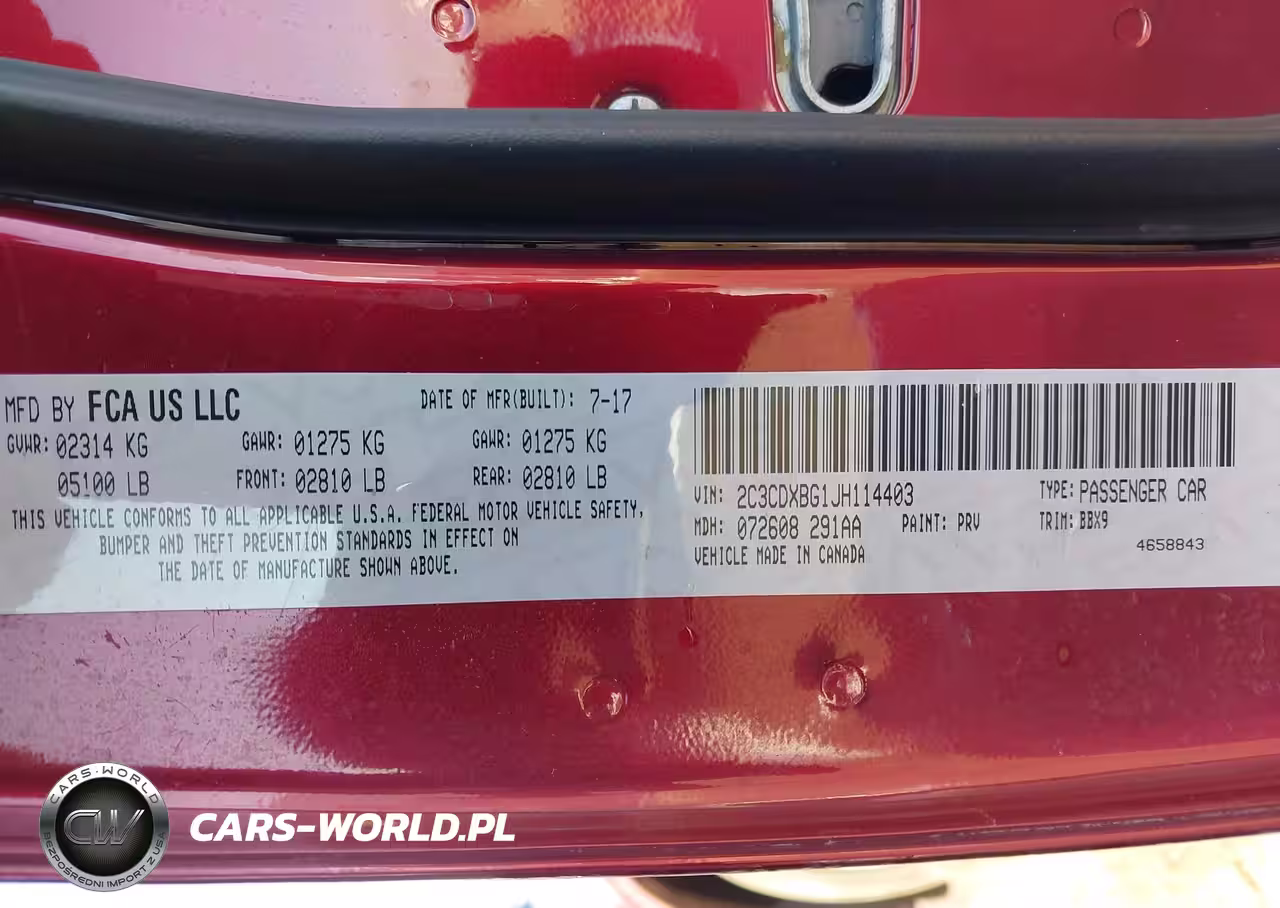 MFD BY FCA US LLC
DATE OF MFR(BUILT): 7-17
GVWR: 02314 KG
GAWR: 01275 KG
GAWR: 01275 KG
05100 LB
FRONT: 02810 LB
REAR: 02810 LB
THIS VEHICLE CONFORMS TO ALL APPLICABLE U.S.A. FEDERAL MOTOR VEHICLE SAFETY,
BUMPER AND THEFT PREVENTION STANDARDS IN EFFECT ON
THE DATE OF MANUFACTURE SHOWN ABOVE.
VIN: 2C3CDXBG1JH114403
TYPE: PASSENGER CAR
MDH: 072608 291AA
PAINT: PRV
TRIM: BBX9
VEHICLE MADE IN CANADA
4658843
CARS-WORLD
CW
BEZPOŚREDNI IMPORT Z USA
CARS-WORLD.PL